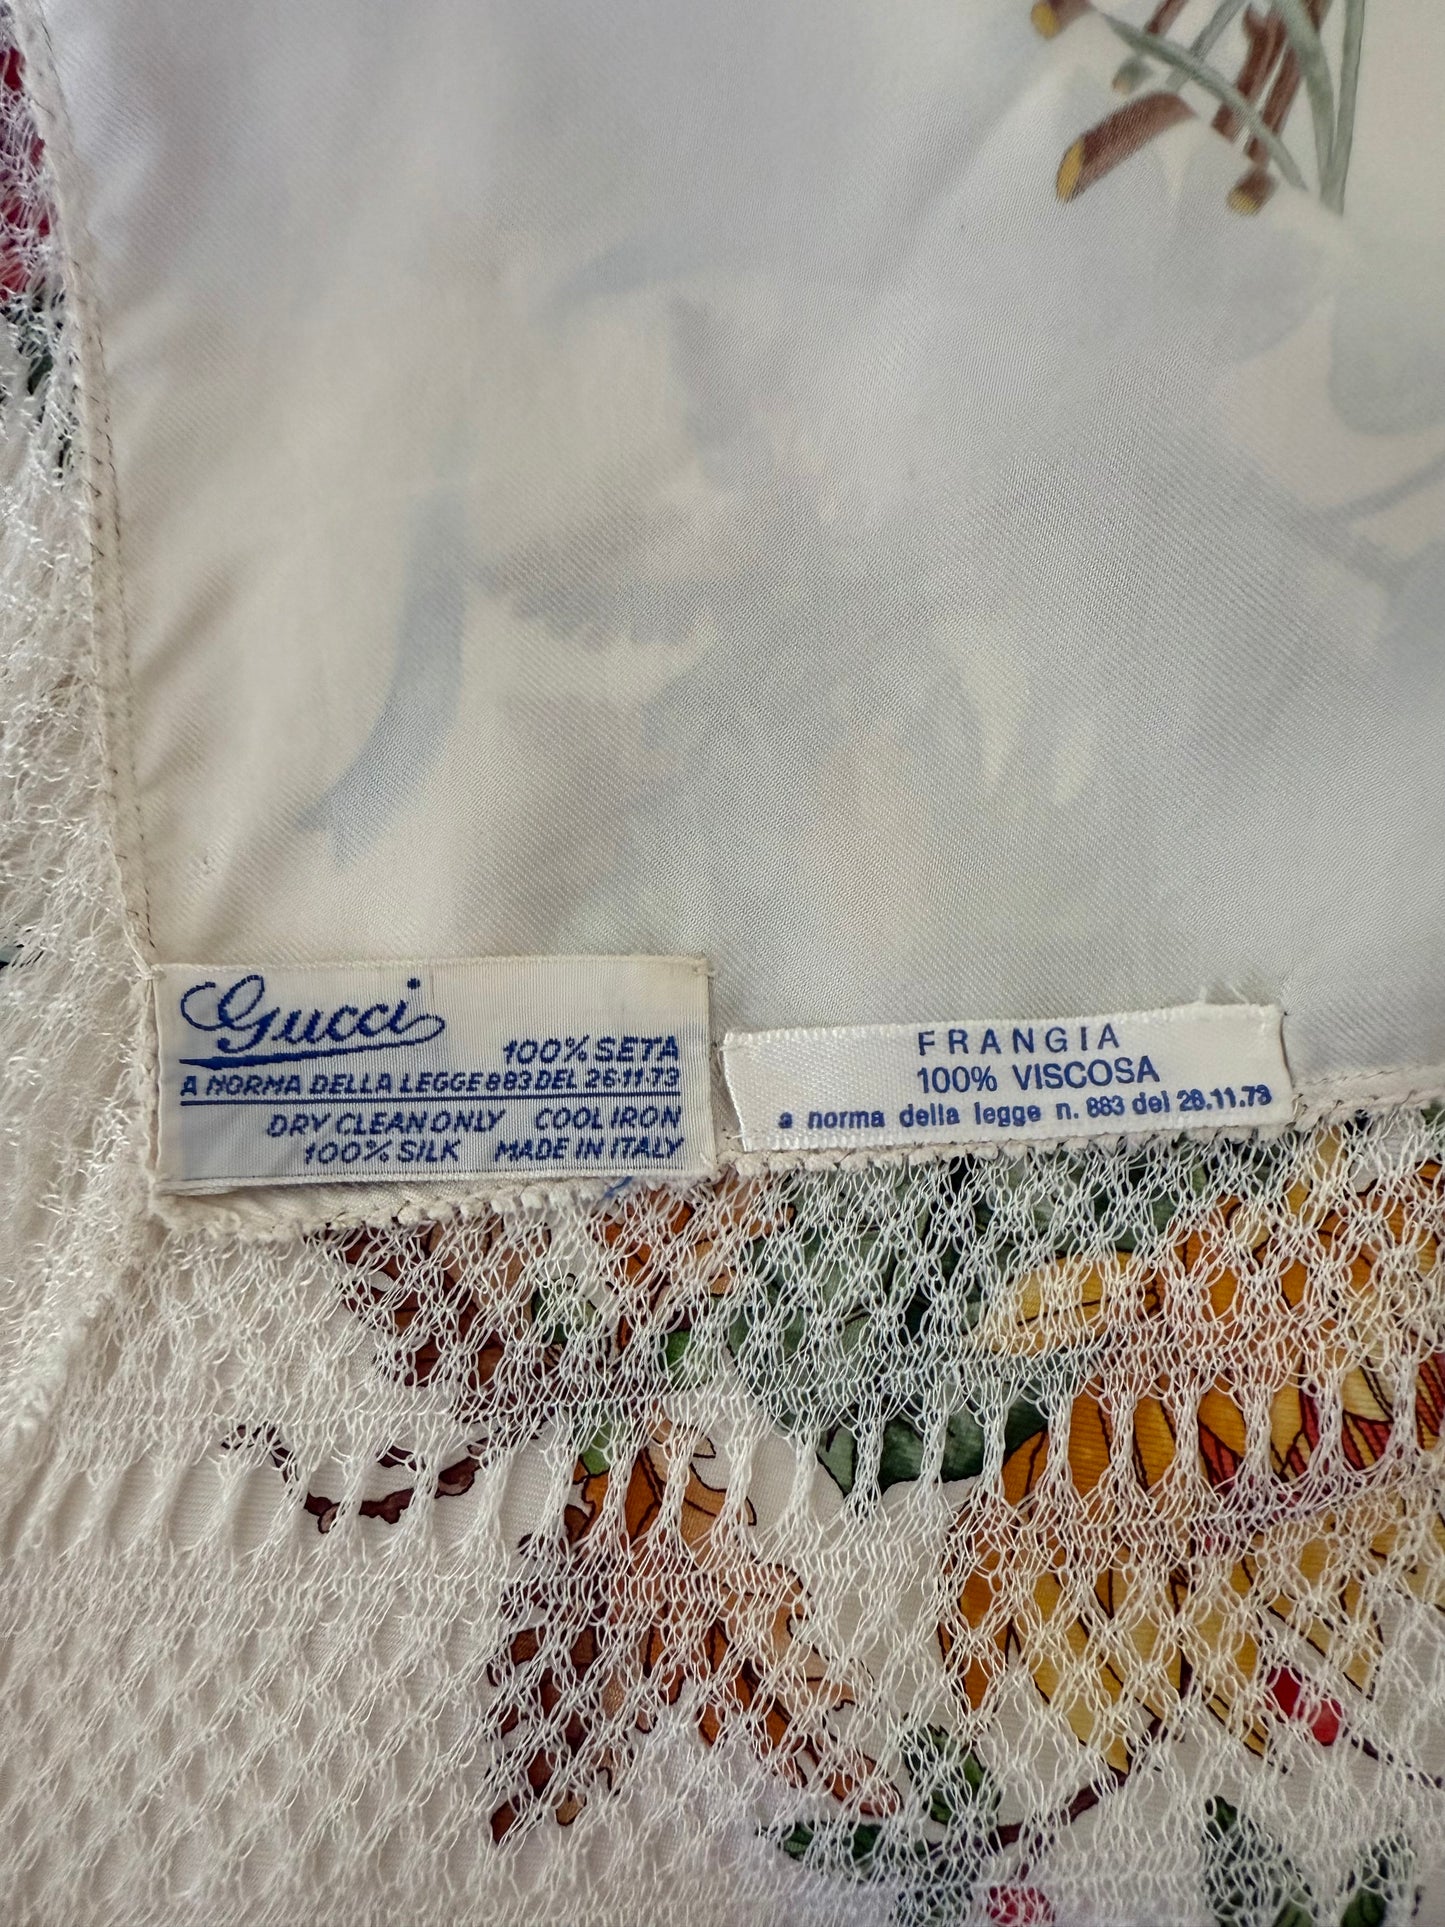 Gucci
100% SETA
A NORMA DELLA LEGGE 883 DEL 26.11.73
DRY CLEAN ONLY COOL IRON
100% SILK MADE IN ITALY
FRANGIA
100% VISCOSA
a norma della legge n. 883 del 26.11.73